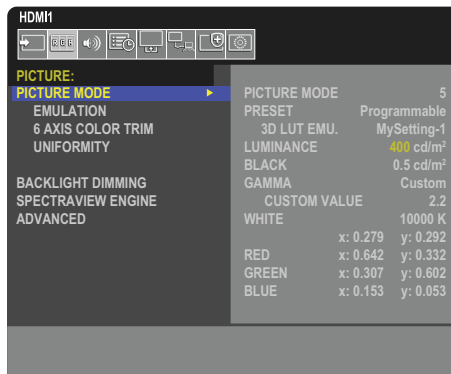 HDMI1
PICTURE:
PICTURE MODE PICTURE MODE 5
EMULATION PRESET Programmable
6 AXIS COLOR TRIM 3D LUT EMU. MySetting-1
UNIFORMITY LUMINANCE 400 cd/m²
BLACK 0.5 cd/m²
BACKLIGHT DIMMING GAMMA Custom
SPECTRAVIEW ENGINE CUSTOM VALUE 2.2
ADVANCED WHITE 10000 K
x: 0.279 y: 0.292
RED x: 0.642 y: 0.332
GREEN x: 0.307 y: 0.602
BLUE x: 0.153 y: 0.053